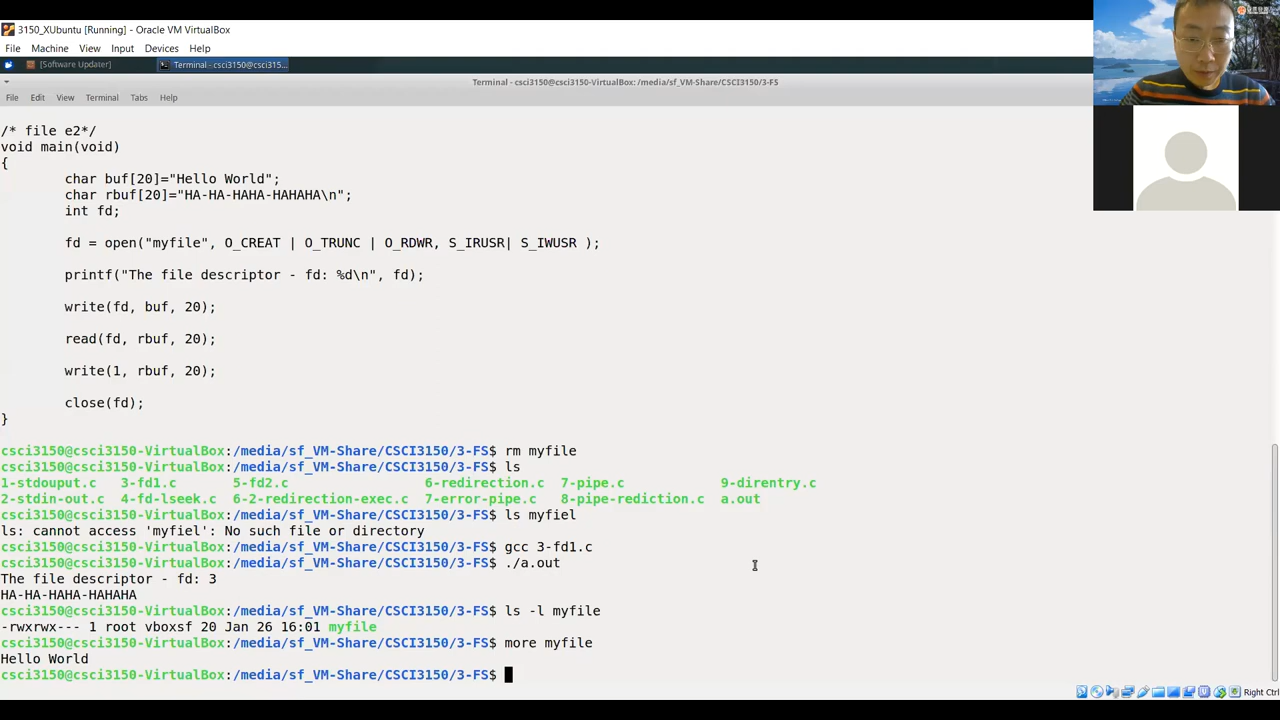 3150_XUbuntu [Running] - Oracle VM VirtualBox
File Machine View Input Devices Help
[Software Updater] Terminal - csci3150@csci315...
Terminal - csci3150@csci3150-VirtualBox: /media/sf_VM-Share/CSCI3150/3-FS
File Edit View Terminal Tabs Help
/* file e2*/
void main(void)
{
char buf[20]="Hello World";
char rbuf[20]="HA-HA-HAHA-HAHAHA\n";
int fd;
fd = open("myfile", O_CREAT | O_TRUNC | O_RDWR, S_IRUSR| S_IWUSR );
printf("The file descriptor - fd: %d\n", fd);
write(fd, buf, 20);
read(fd, rbuf, 20);
write(1, rbuf, 20);
close(fd);
}
csci3150@csci3150-VirtualBox:/media/sf_VM-Share/CSCI3150/3-FS$ rm myfile
csci3150@csci3150-VirtualBox:/media/sf_VM-Share/CSCI3150/3-FS$ ls
1-stdouput.c 3-fd1.c 5-fd2.c 6-redirection.c 7-pipe.c 9-direntry.c
2-stdin-out.c 4-fd-lseek.c 6-2-redirection-exec.c 7-error-pipe.c 8-pipe-rediction.c a.out
csci3150@csci3150-VirtualBox:/media/sf_VM-Share/CSCI3150/3-FS$ ls myfiel
ls: cannot access 'myfiel': No such file or directory
csci3150@csci3150-VirtualBox:/media/sf_VM-Share/CSCI3150/3-FS$ gcc 3-fd1.c
csci3150@csci3150-VirtualBox:/media/sf_VM-Share/CSCI3150/3-FS$ ./a.out
The file descriptor - fd: 3
HA-HA-HAHA-HAHAHA
csci3150@csci3150-VirtualBox:/media/sf_VM-Share/CSCI3150/3-FS$ ls -l myfile
-rwxrwx--- 1 root vboxsf 20 Jan 26 16:01 myfile
csci3150@csci3150-VirtualBox:/media/sf_VM-Share/CSCI3150/3-FS$ more myfile
Hello World
csci3150@csci3150-VirtualBox:/media/sf_VM-Share/CSCI3150/3-FS$
Right Ctrl